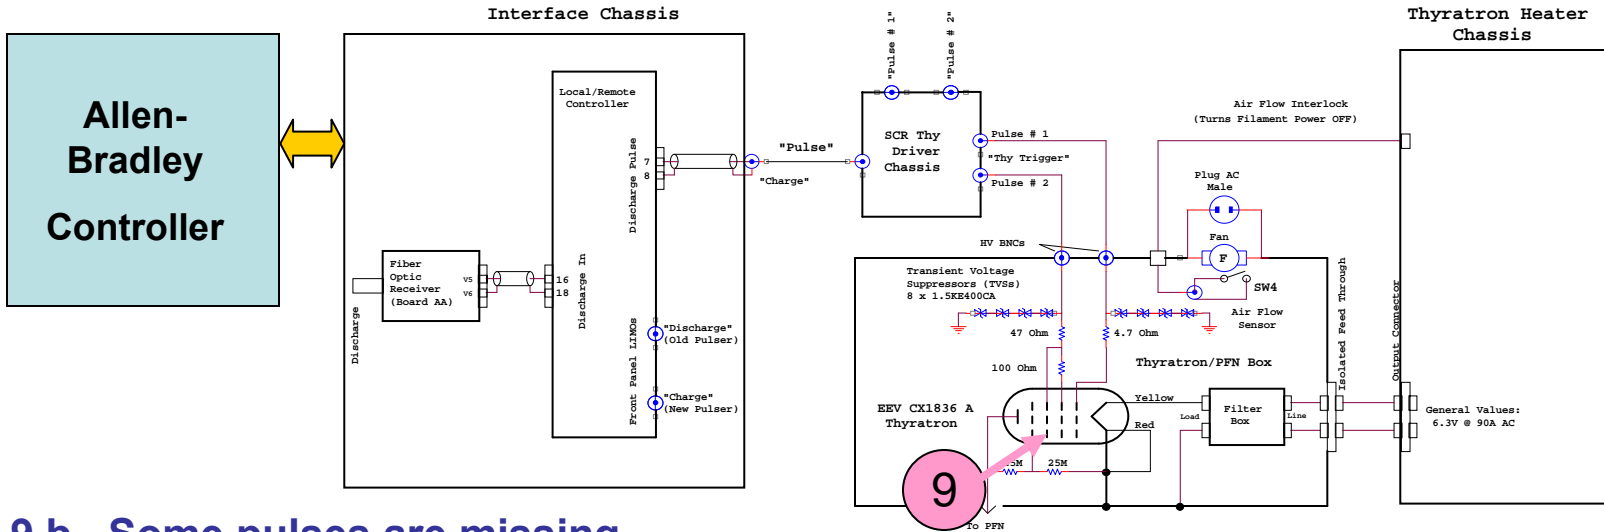 Interface Chassis
Thyratron Heater
Chassis
"Pulse # 1"
"Pulse # 2"
Allen-
Bradley
Controller
Local/Remote
Controller
Discharge Pulse
7
8
"Pulse"
"Charge"
SCR Thy
Driver
Chassis
Pulse # 1
"Thy Trigger"
Pulse # 2
Air Flow Interlock
(Turns Filament Power OFF)
Plug AC
Male
Fan
F
SW4
Air Flow
Sensor
HV BNCs
Transient Voltage
Suppressors (TVSs)
8 x 1.5KE400CA
Fiber
Optic
Receiver
(Board AA)
V5
V6
16
18
Discharge In
Discharge
Front Panel LIMOs
"Discharge"
(Old Pulser)
"Charge"
(New Pulser)
47 Ohm
4.7 Ohm
100 Ohm
Thyratron/PFN Box
Isolated Feed Through
Output Connector
EEV CX1836 A
Thyratron
Yellow
Red
Load
Filter
Box
Line
General Values:
6.3V @ 90A AC
25M
9
To PFN
9.b. Some pulses are missing